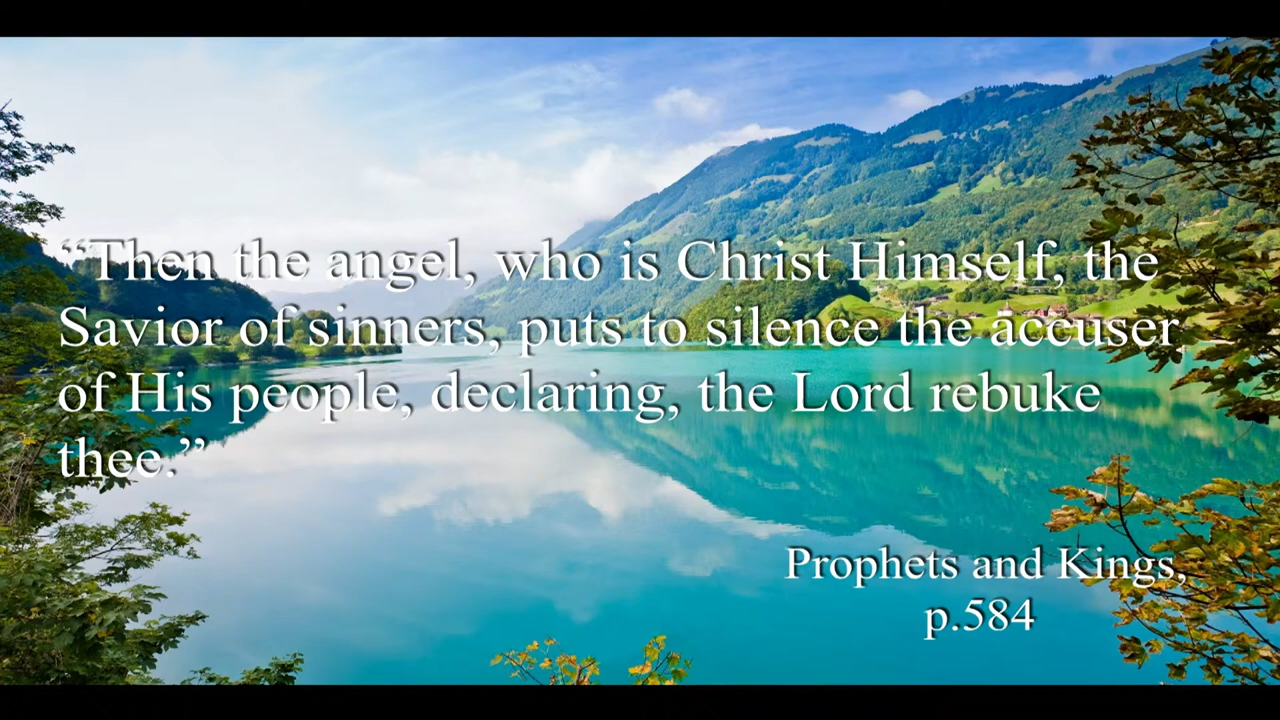 “Then the angel, who is Christ Himself, the
Savior of sinners, puts to silence the accuser
of His people, declaring, the Lord rebuke
thee.”
Prophets and Kings,
p.584